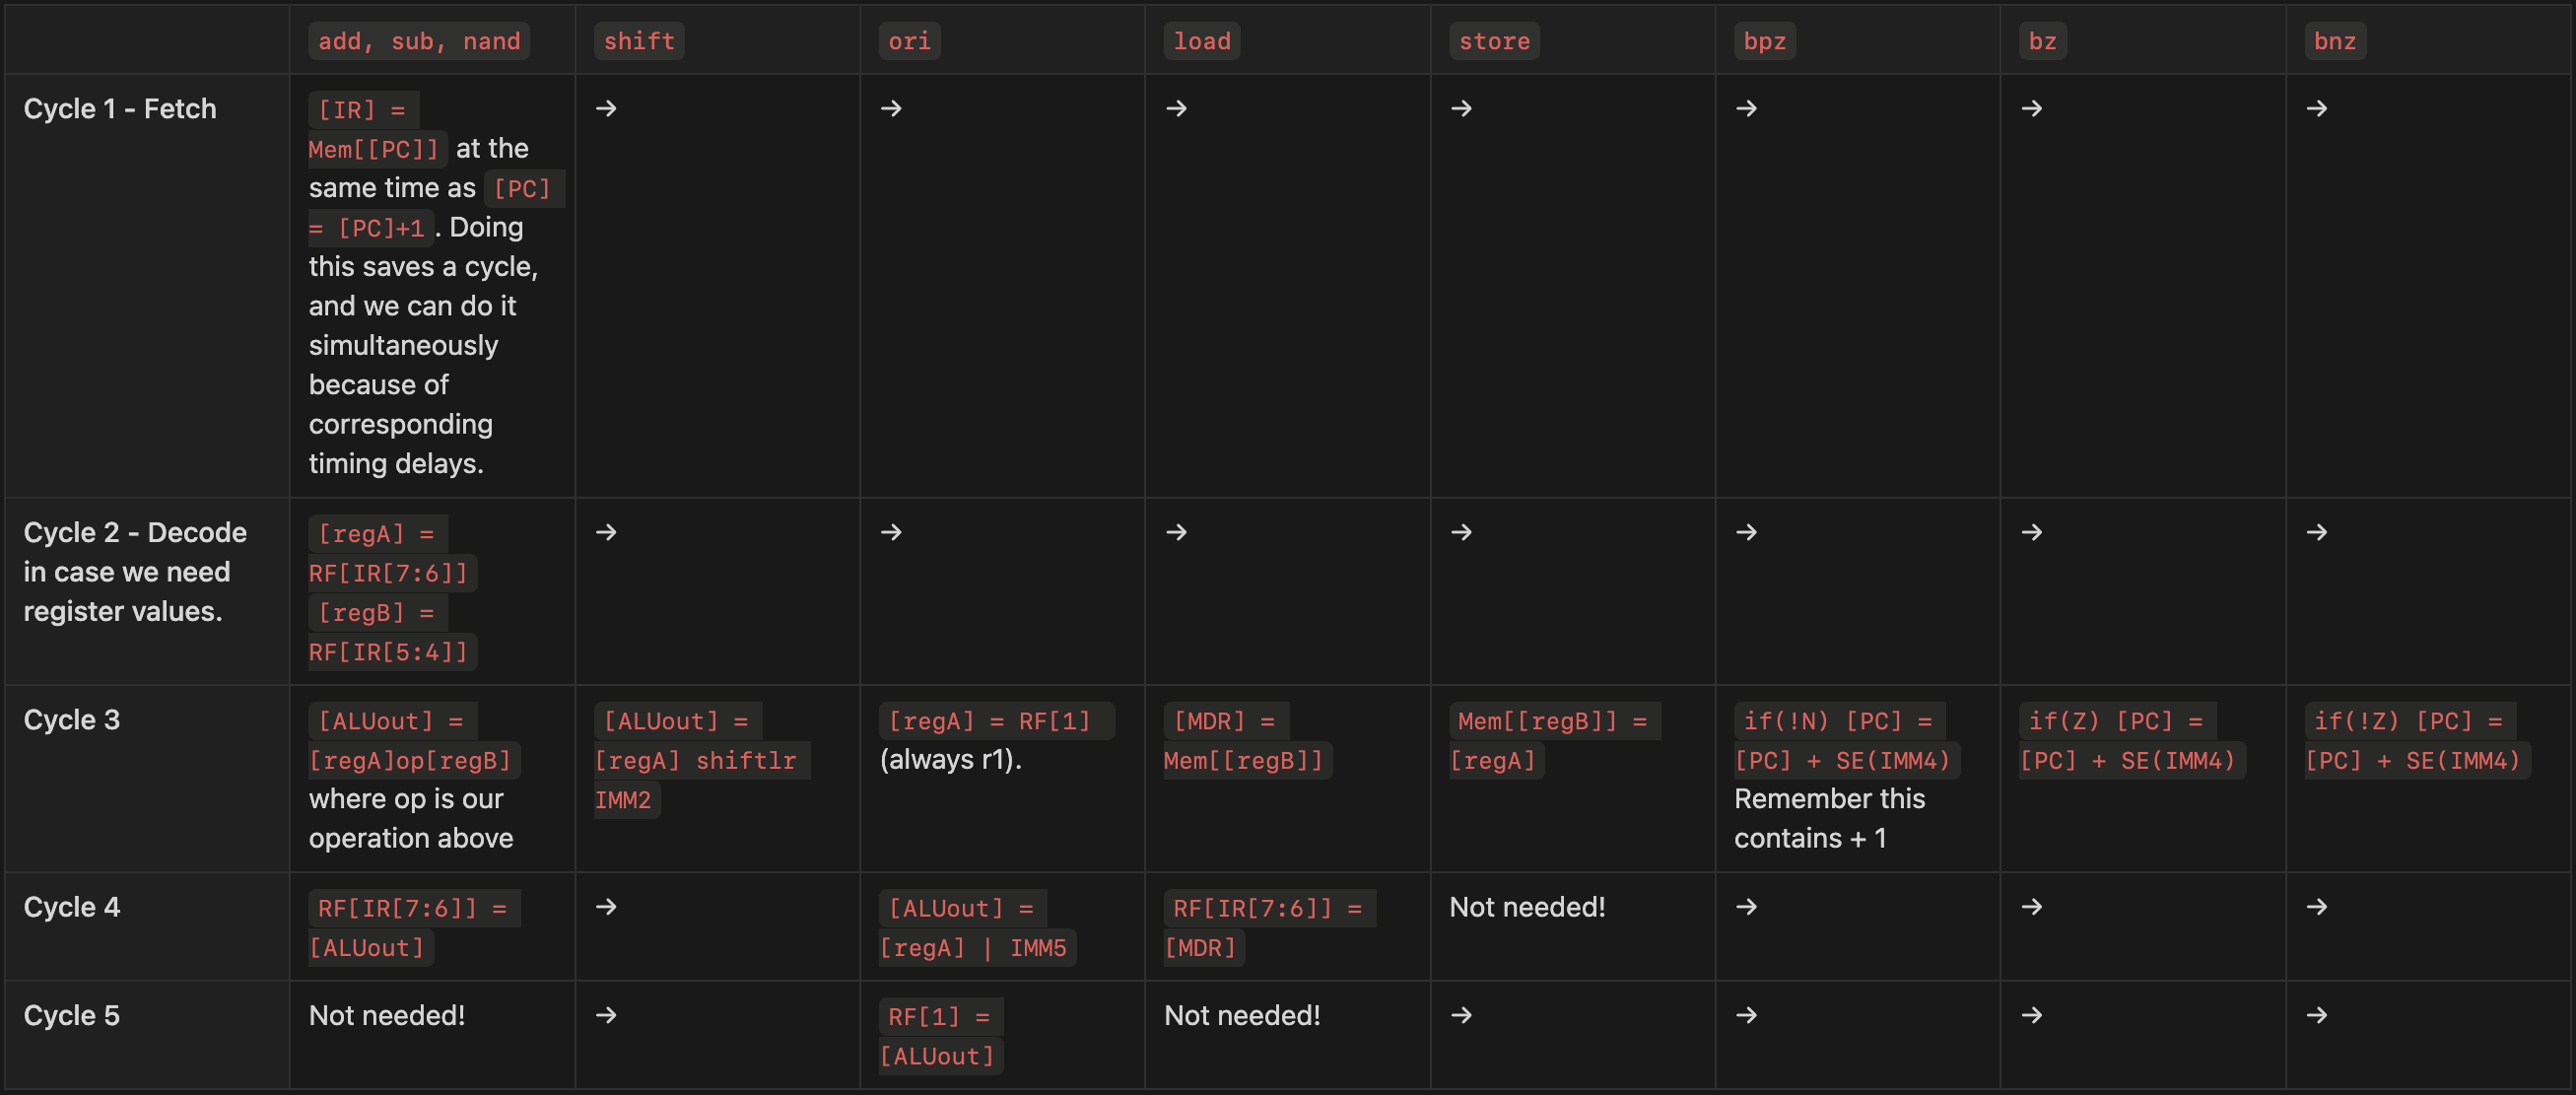 add, sub, nand
shift
ori
load
store
bpz
bz
bnz
Cycle 1 - Fetch
[IR] =
Mem[[PC]] at the
same time as [PC]
= [PC]+1. Doing
this saves a cycle,
and we can do it
simultaneously
because of
corresponding
timing delays.
→
→
→
→
→
→
→
Cycle 2 - Decode
in case we need
register values.
[regA] =
RF[IR[7:6]]
[regB] =
RF[IR[5:4]]
→
→
→
→
→
→
→
Cycle 3
[ALUout] =
[regA]op[regB]
where op is our
operation above
[ALUout] =
[regA] shiftlr
IMM2
[regA] = RF[1]
(always r1).
[MDR] =
Mem[[regB]]
Mem[[regB]] =
[regA]
if(!N) [PC] =
[PC] + SE(IMM4)
Remember this
contains + 1
if(Z) [PC] =
[PC] + SE(IMM4)
if(!Z) [PC] =
[PC] + SE(IMM4)
Cycle 4
RF[IR[7:6]] =
[ALUout]
→
[ALUout] =
[regA] | IMM5
RF[IR[7:6]] =
[MDR]
Not needed!
→
→
→
Cycle 5
Not needed!
→
RF[1] =
[ALUout]
Not needed!
→
→
→
→